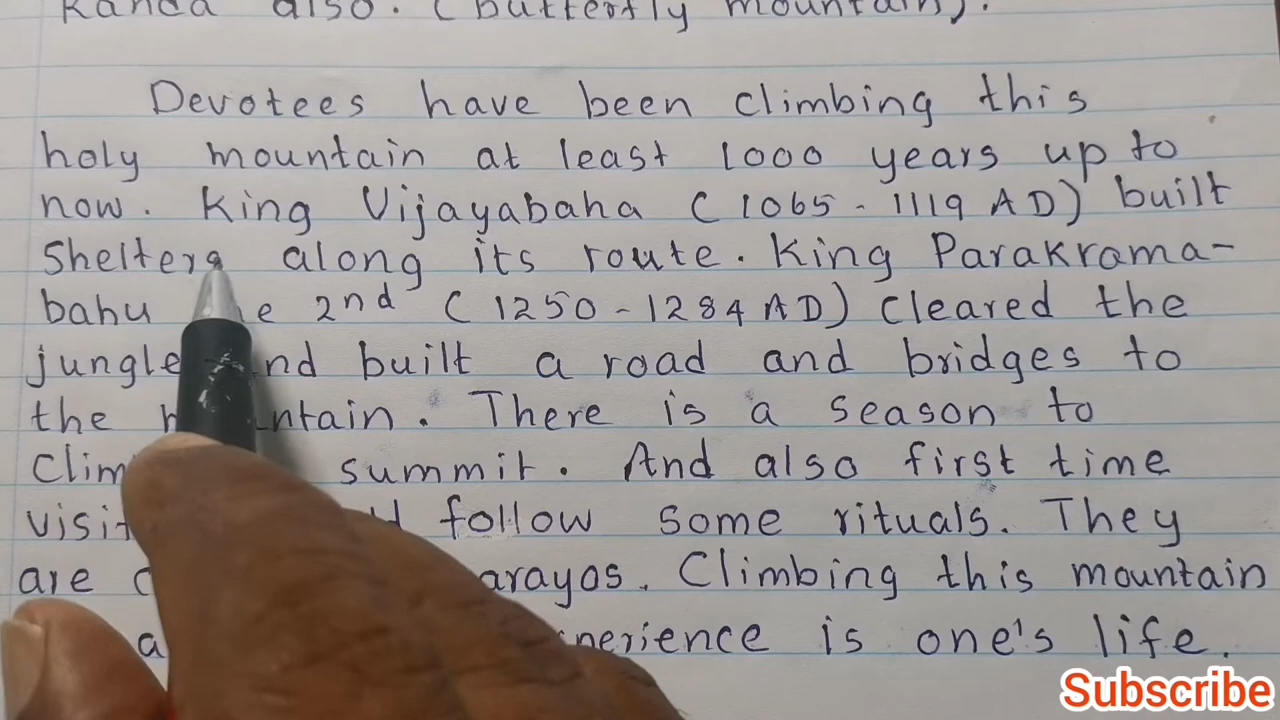 also. (butterfly mountain).
Devotees have been climbing this
holy mountain at least 1000 years up to
now. King Vijayabaha (1065 - 1119 AD) built
Shelters along its route. King Parakrama-
bahu 2nd (1250 - 1284 AD) cleared the
jungle and built a road and bridges to
the mountain. There is a season to
summit. And also first time
follow some rituals. They
are Climbing this mountain
is one's life.
Subscribe